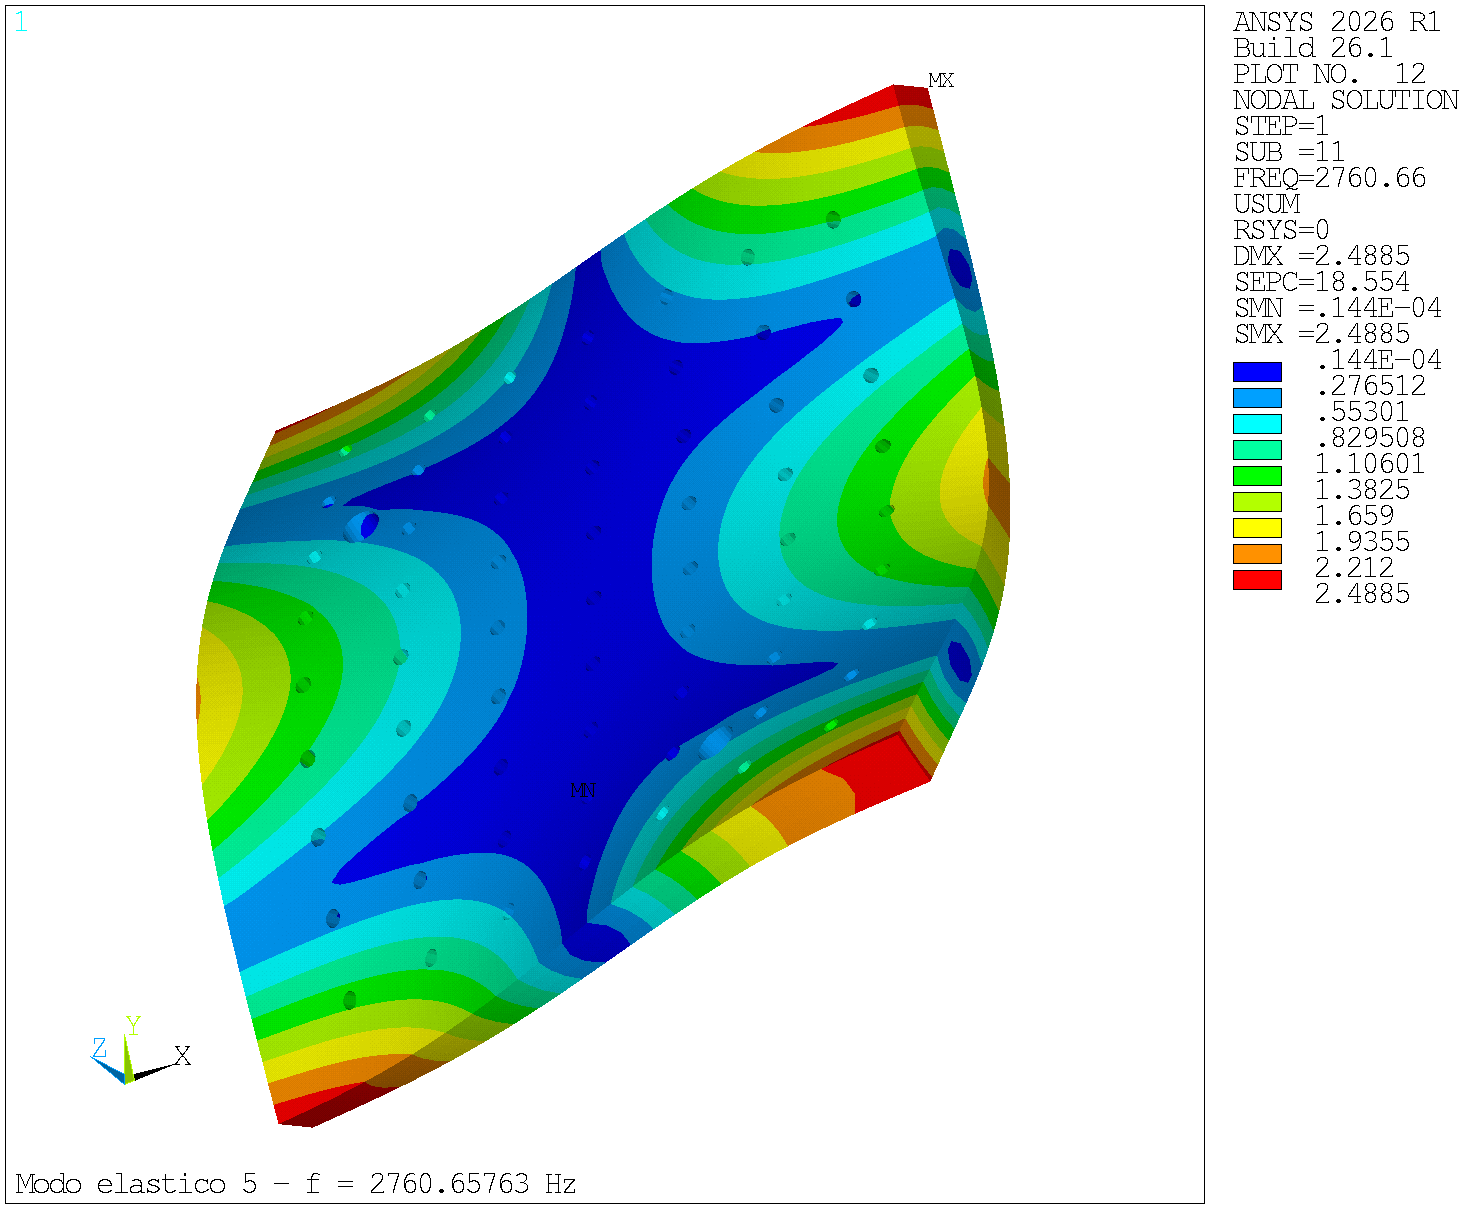 1
MX
ANSYS 2026 R1
Build 26.1
PLOT NO.  12
NODAL SOLUTION
STEP=1
SUB =11
FREQ=2760.66
USUM
RSYS=0
DMX =2.4885
SEPC=18.554
SMN =.144E-04
SMX =2.4885
.144E-04
.276512
.55301
.829508
1.10601
1.3825
1.659
1.9355
2.212
2.4885
MN
Y
Z
X
Modo elastico 5 - f = 2760.65763 Hz